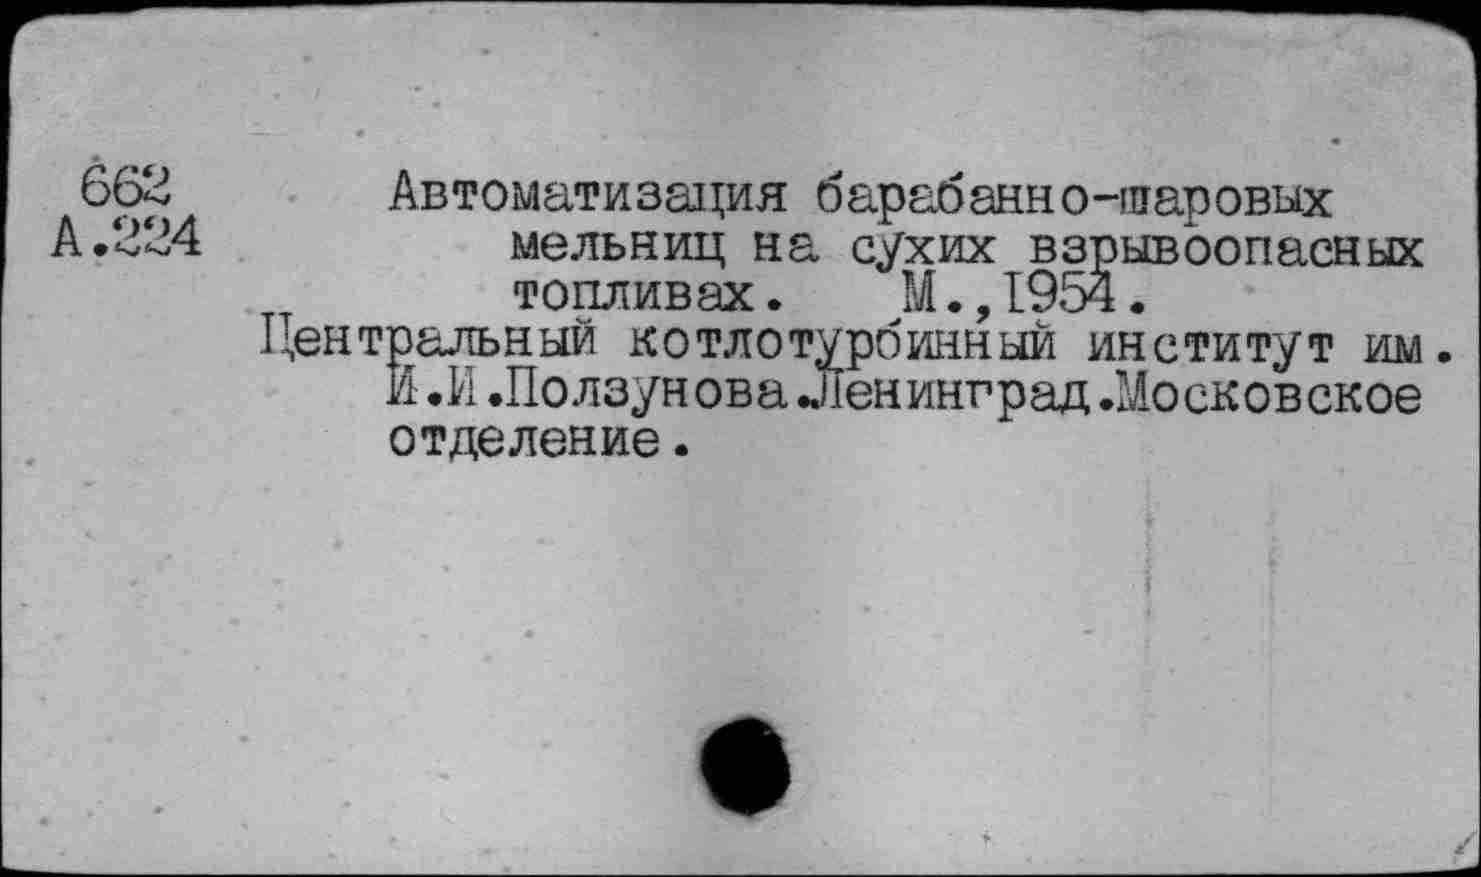 662 Автоматизация барабанно-шаровых
А.224 мельниц на сухих взрывоопасных
топливах. М.,1954.
Центральный котлотурбинный институт им.
И.И.Ползунова.Ленинград.Московское
отделение.